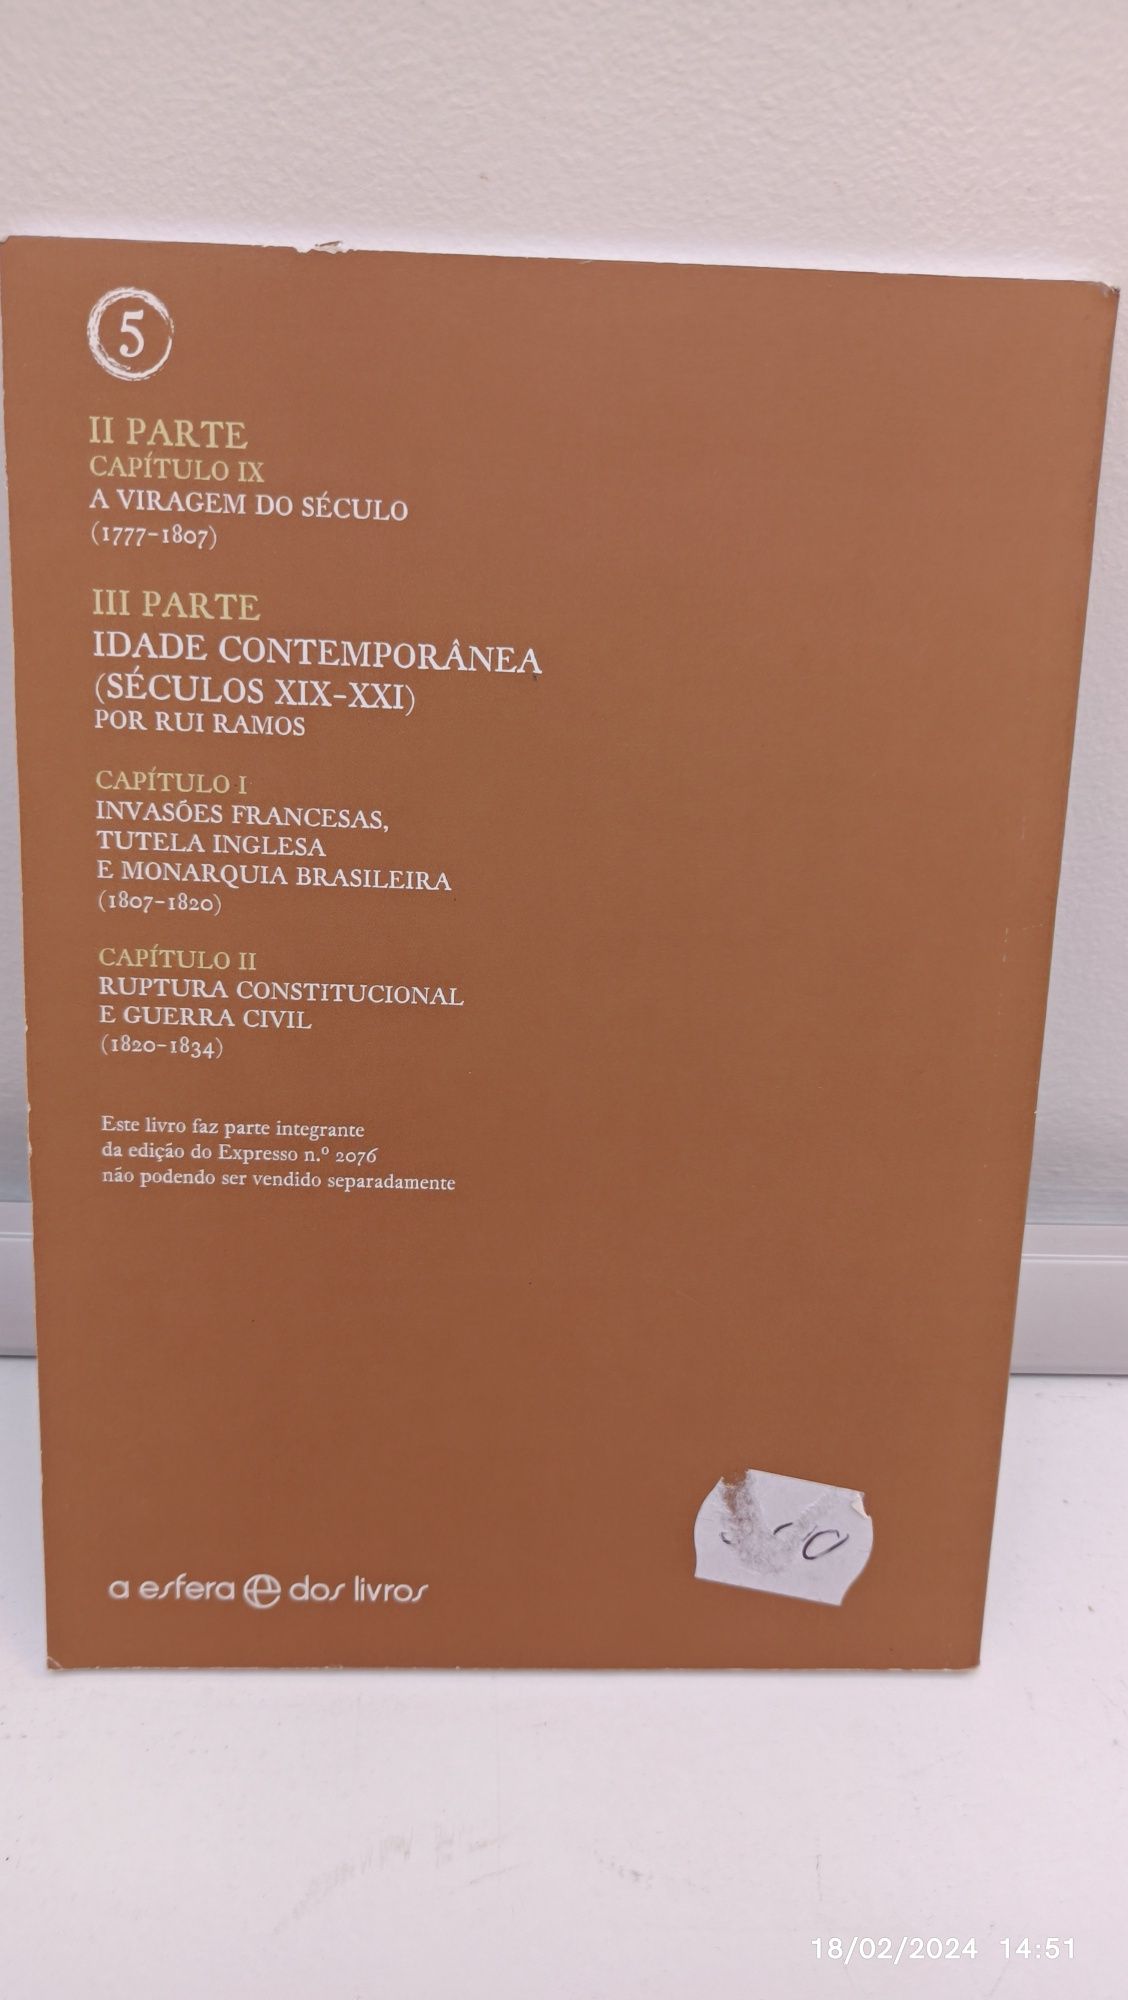 5
II PARTE
CAPÍTULO IX
A VIRAGEM DO SÉCULO
(1777-1807)
III PARTE
IDADE CONTEMPORÂNEA
(SÉCULOS XIX-XXI)
POR RUI RAMOS
CAPÍTULO I
INVASÕES FRANCESAS,
TUTELA INGLESA
E MONARQUIA BRASILEIRA
(1807-1820)
CAPÍTULO II
RUPTURA CONSTITUCIONAL
E GUERRA CIVIL
(1820-1834)
Este livro faz parte integrante
da edição do Expresso n.º 2076
não podendo ser vendido separadamente
a esfera dos livros
18/02/2024 14:51